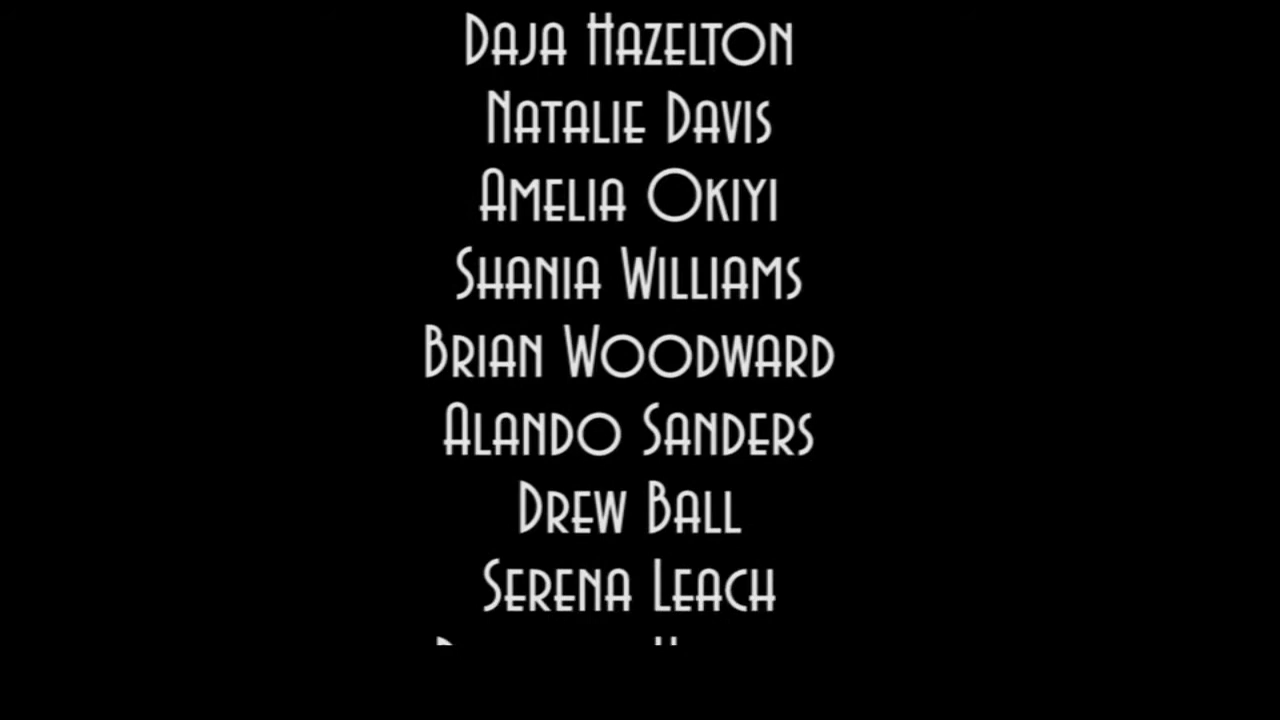 Daja Hazelton
Natalie Davis
Amelia Okiyi
Shania Williams
Brian Woodward
Alando Sanders
Drew Ball
Serena Leach